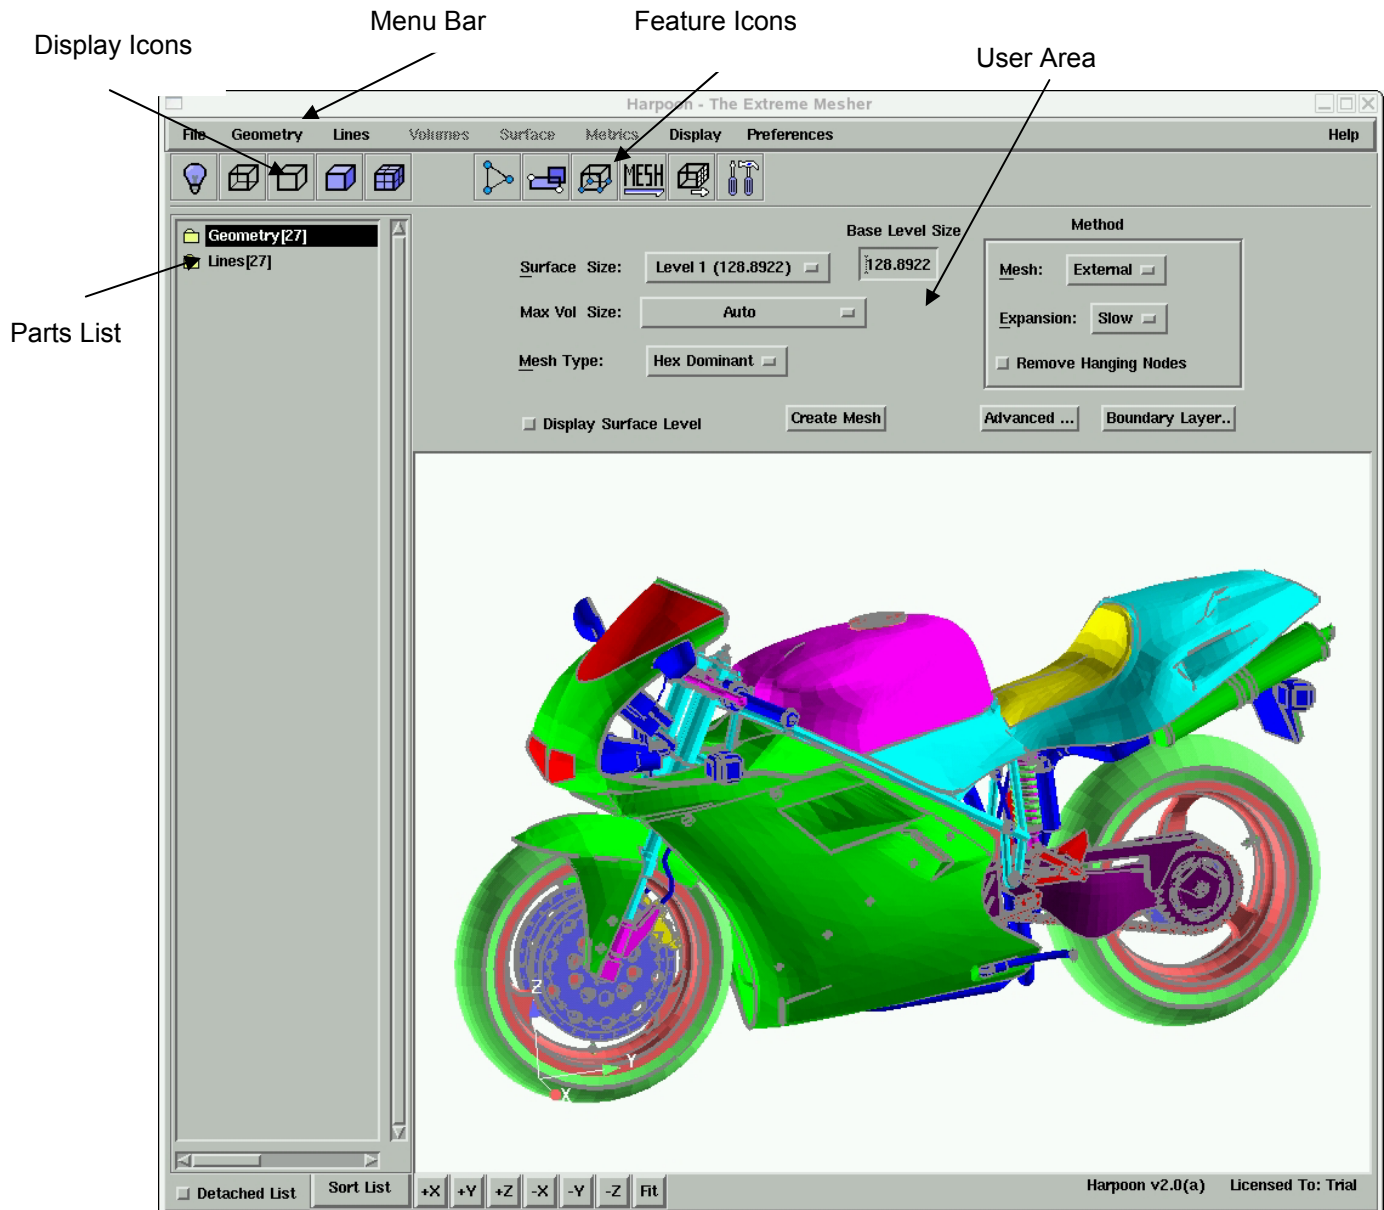 Menu Bar
Feature Icons
Display Icons
User Area
Harpoon - The Extreme Mesher
File Geometry Lines Volumes Surface Metrics Display Preferences Help
MESH
Geometry[27]
Lines[27]
Parts List
Base Level Size
Method
Surface Size: Level 1 (128.8922) 128.8922
Mesh: External
Max Vol Size: Auto
Expansion: Slow
Mesh Type: Hex Dominant
Remove Hanging Nodes
Display Surface Level Create Mesh Advanced ... Boundary Layer..
Z
Y
X
Detached List Sort List +X +Y +Z -X -Y -Z Fit Harpoon v2.0(a) Licensed To: Trial